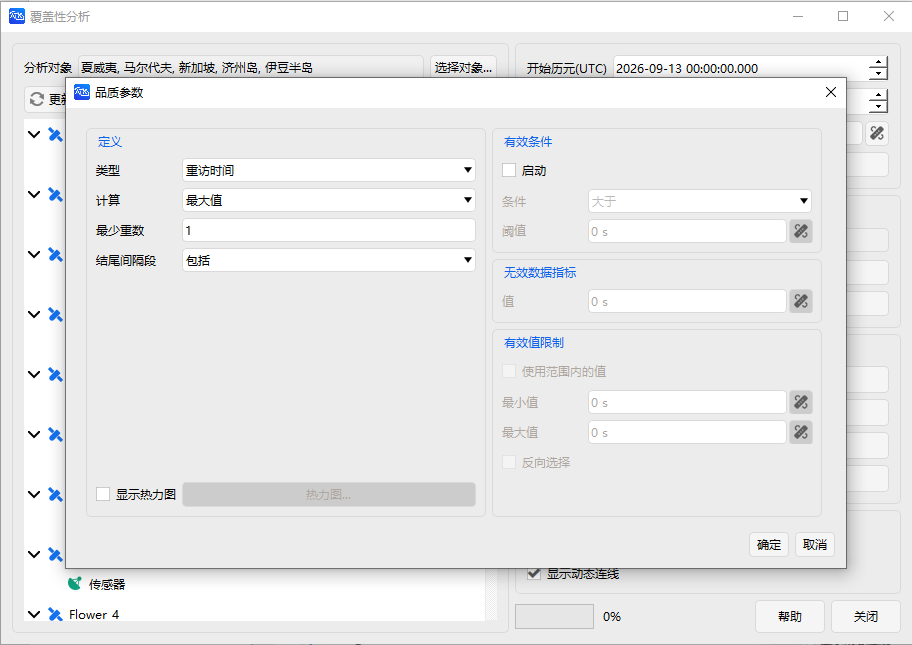 覆盖性分析
分析对象 夏威夷, 马尔代夫, 新加坡, 济州岛, 伊豆半岛 选择对象...
开始历元(UTC) 2026-09-13 00:00:00.000
品质参数
定义
类型 重访时间
计算 最大值
最少重数 1
结尾间隔段 包括
显示热力图 热力图...
有效条件
启动
条件 大于
阈值 0 s
无效数据指标
值 0 s
有效值限制
使用范围内的值
最小值 0 s
最大值 0 s
反向选择
确定 取消
传感器
Flower 4
显示动态连线
0%
帮助 关闭